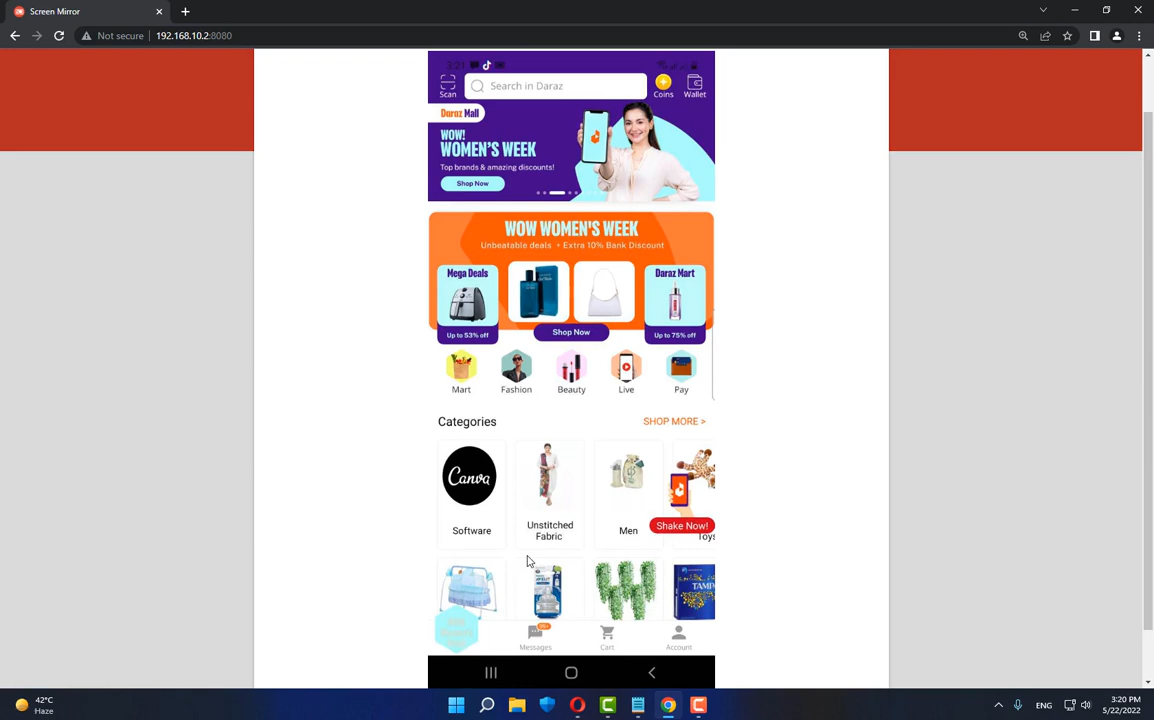 Screen Mirror
Not secure
192.168.10.2:8080
3:21
Scan
Search in Daraz
Coins
Wallet
Daraz Mall
WOW!
WOMEN'S WEEK
Top brands & amazing discounts!
Shop Now
WOW WOMEN'S WEEK
Unbeatable deals + Extra 10% Bank Discount
Mega Deals
Daraz Mart
Up to 53% off
Shop Now
Up to 75% off
Mart
Fashion
Beauty
Live
Pay
Categories
SHOP MORE >
Canva
Software
Unstitched
Fabric
Men
Shake Now!
Toys
TAMP
99+
Messages
Cart
Account
42°C
Haze
ENG
3:20 PM
5/22/2022